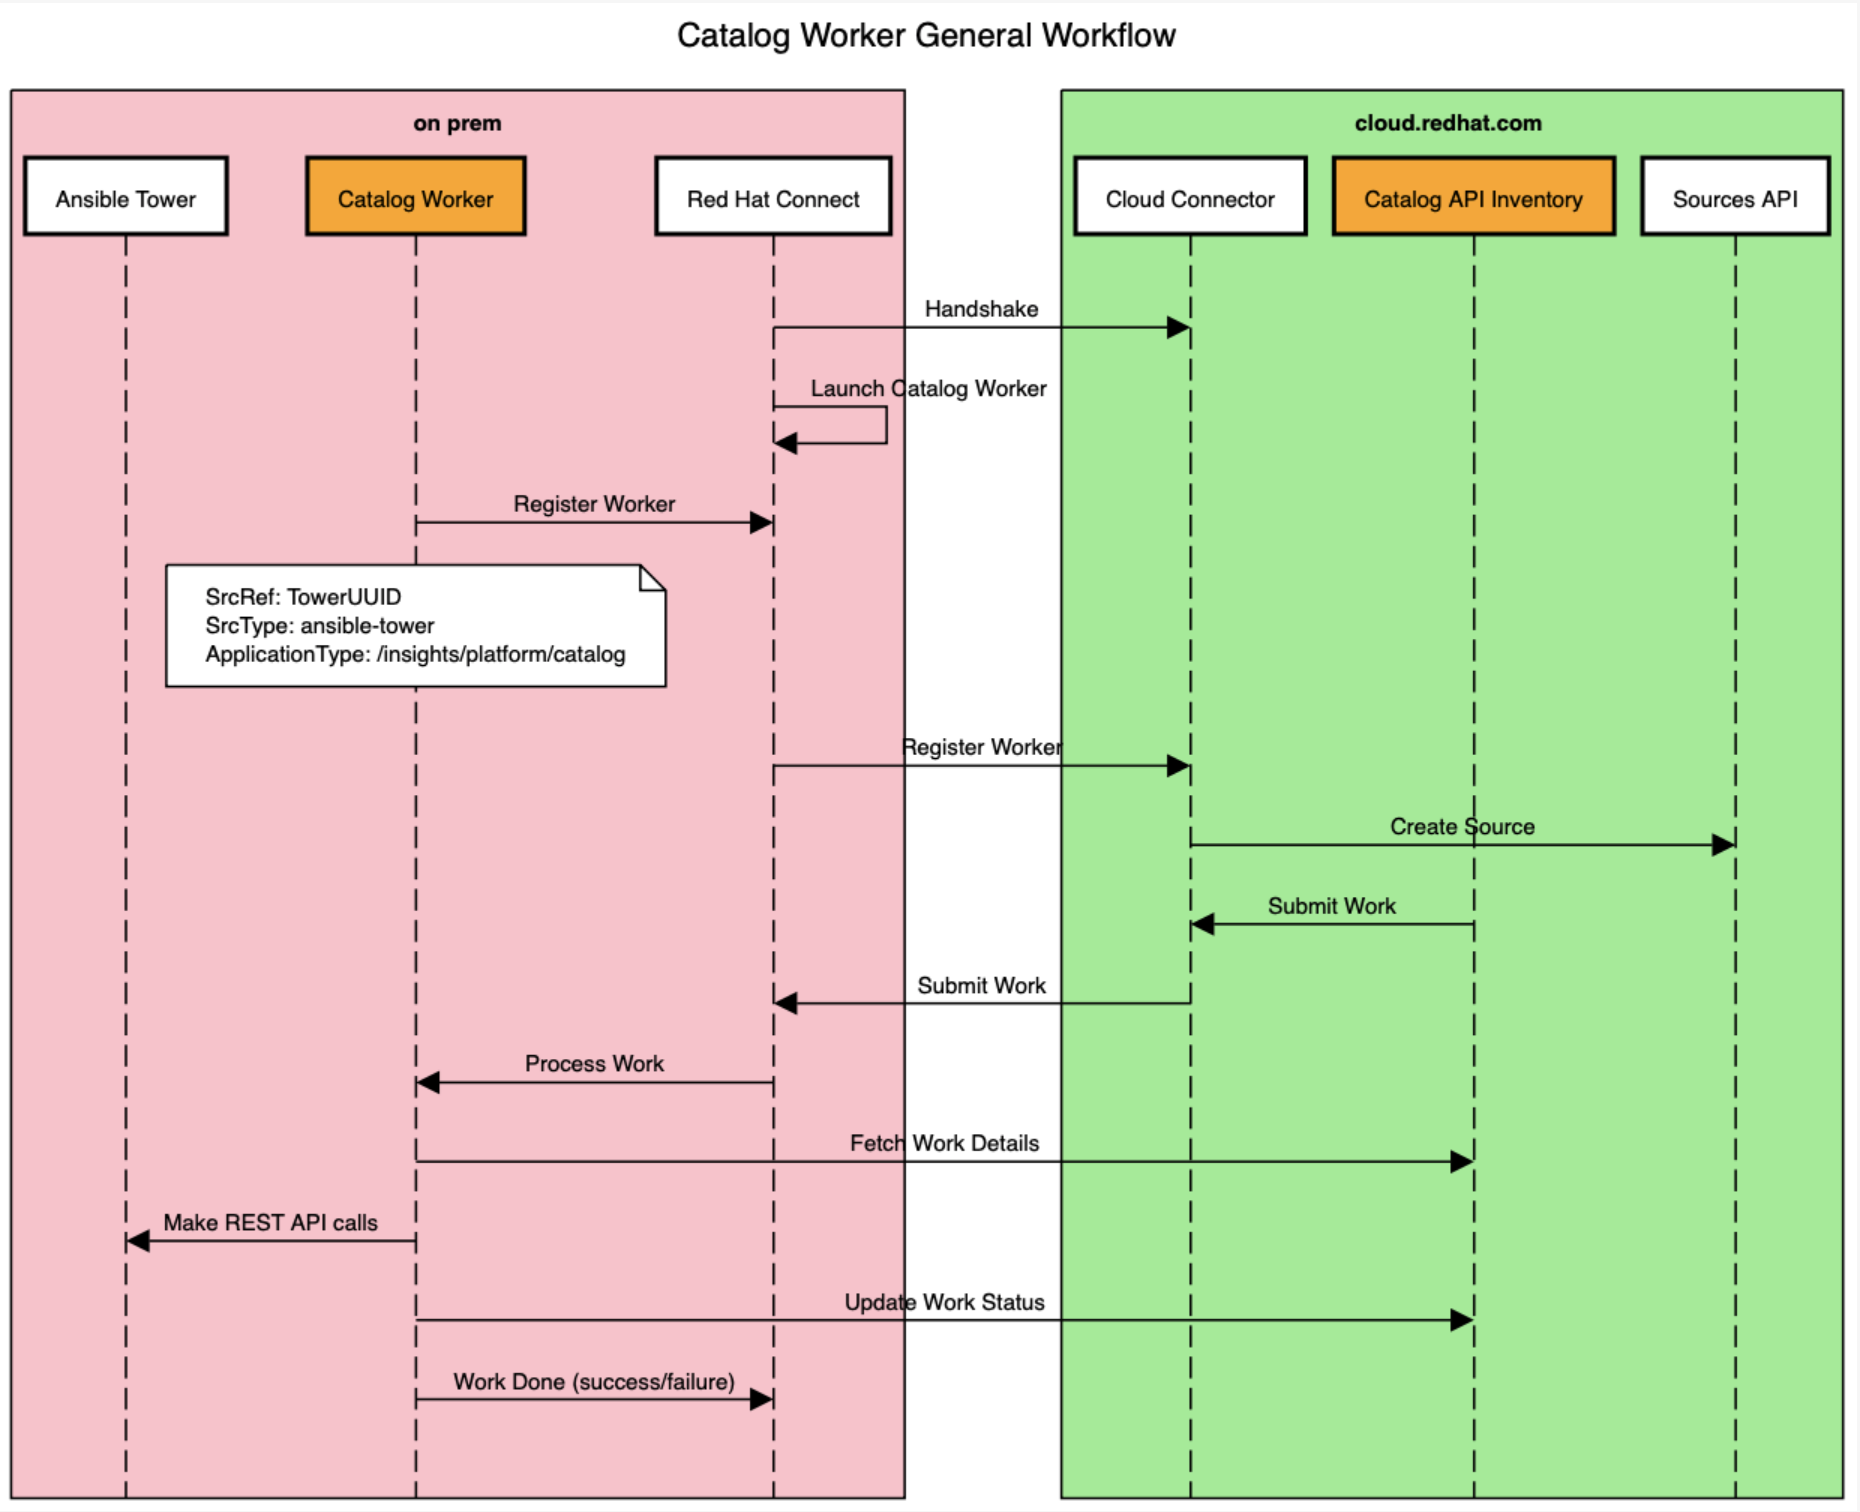 Catalog Worker General Workflow
on prem
cloud.redhat.com
Ansible Tower
Catalog Worker
Red Hat Connect
Cloud Connector
Catalog API Inventory
Sources API
Handshake
Launch Catalog Worker
Register Worker
SrcRef: TowerUUID
SrcType: ansible-tower
ApplicationType: /insights/platform/catalog
Register Worker
Create Source
Submit Work
Submit Work
Process Work
Fetch Work Details
Make REST API calls
Update Work Status
Work Done (success/failure)